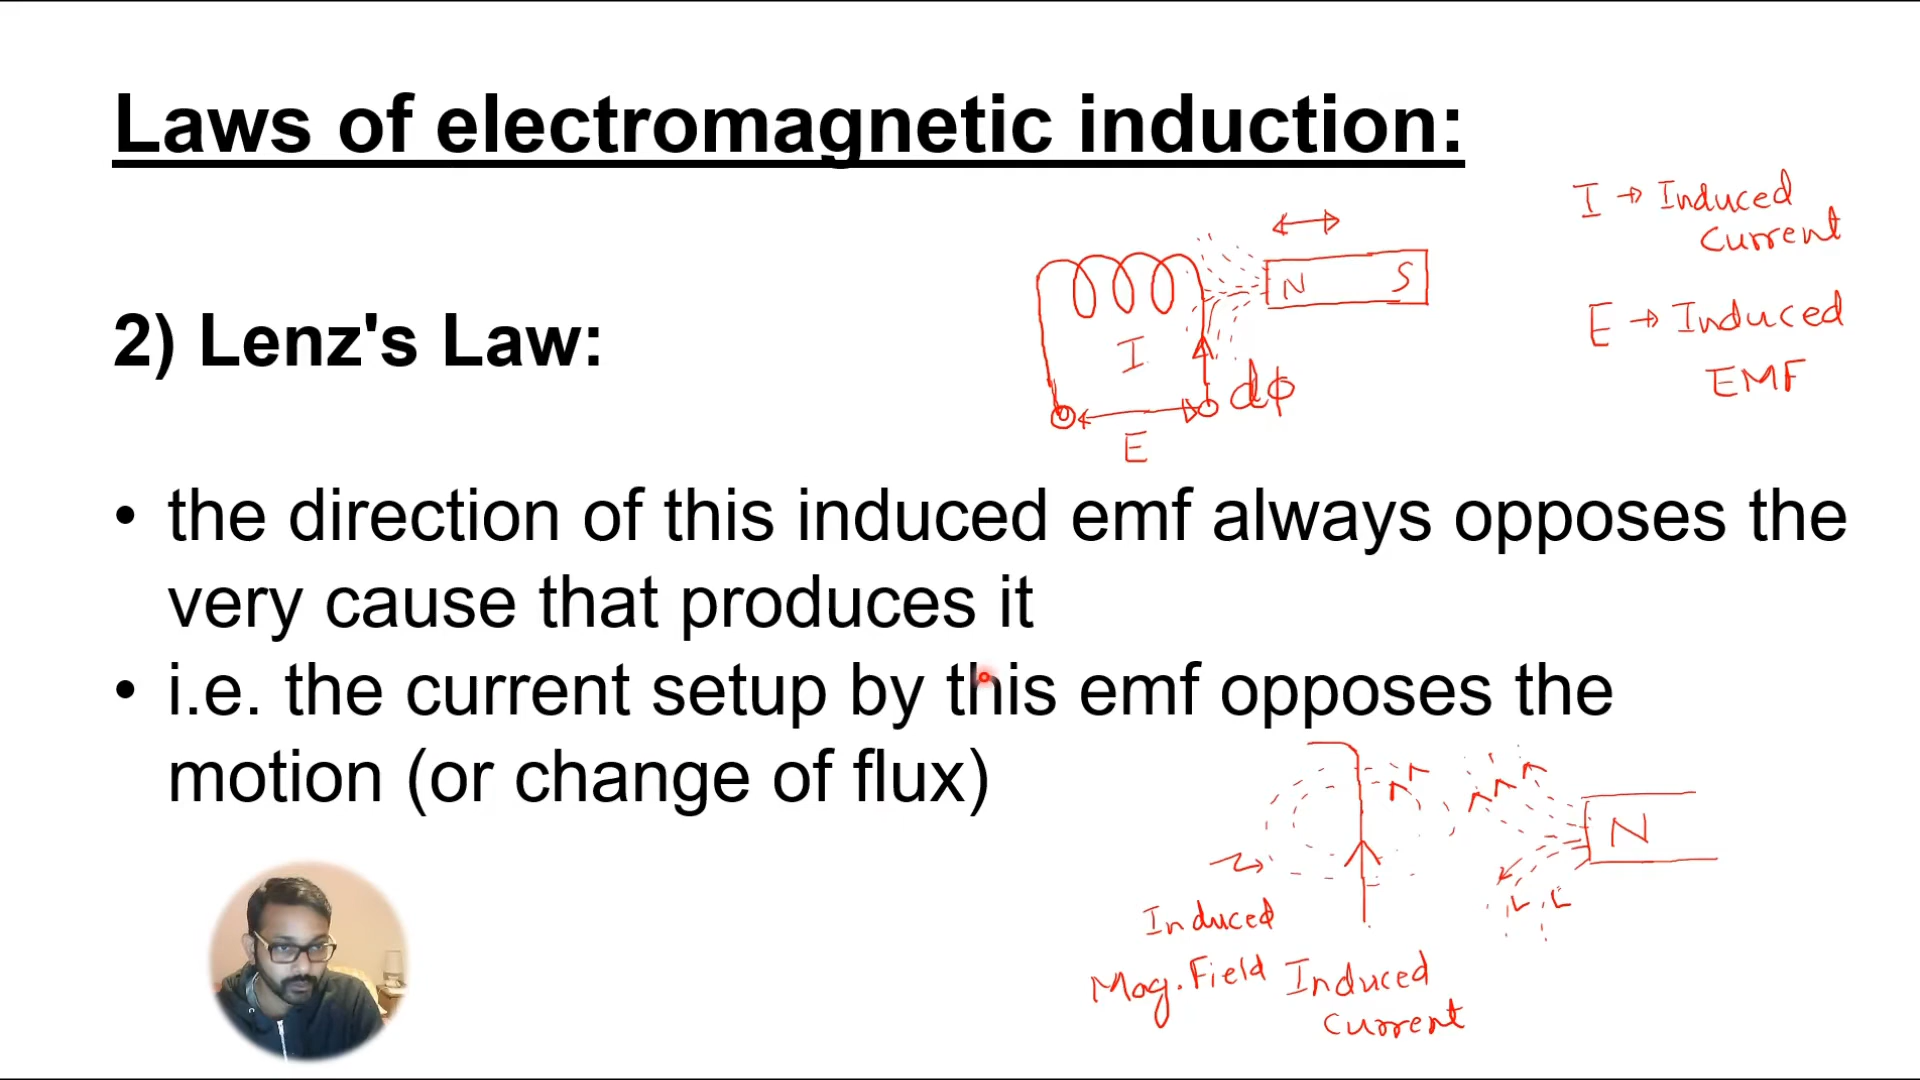 Laws of electromagnetic induction:
I → Induced
Current
N S
2) Lenz's Law:
I
E → Induced
EMF
dϕ
E
• the direction of this induced emf always opposes the
very cause that produces it
• i.e. the current setup by this emf opposes the
motion (or change of flux)
N
Induced
Mag. Field
Induced
Current